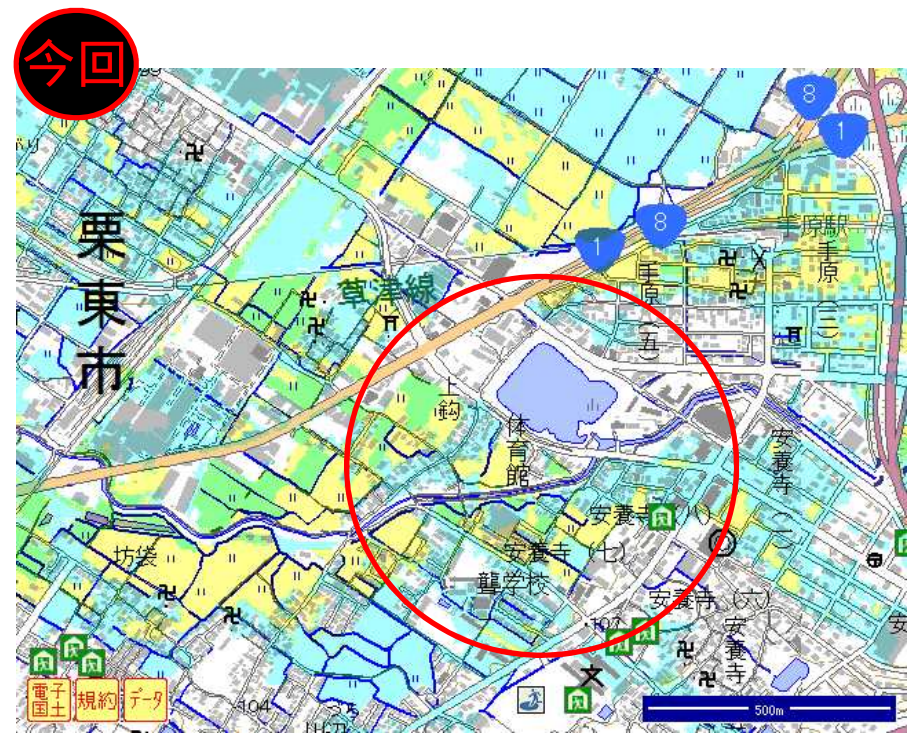 今回
8
1
栗東市
手原駅
手原
8
1
草津線
手原
(五)
(三)
上鈎
体育館
安養寺
(二)
安養寺 (八)
安養寺 (七)
聾学校
坊袋
安養寺 (六)
107
安養寺
安
104
電子国土
規約
データ
500m